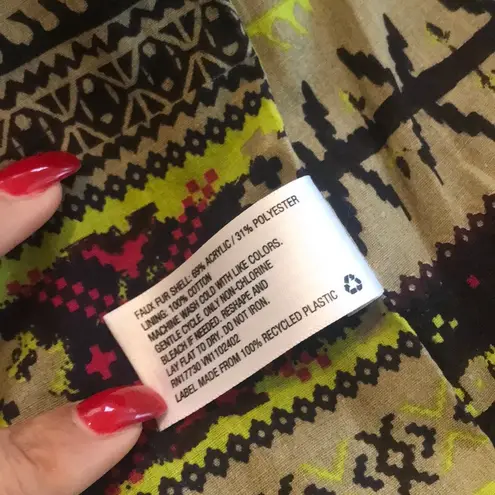 FAUX FUR SHELL: 69% ACRYLIC / 31% POLYESTER
LINING: 100% COTTON
MACHINE WASH COLD WITH LIKE COLORS.
GENTLE CYCLE. ONLY NON-CHLORINE
BLEACH IF NEEDED. RESHAPE AND
LAY FLAT TO DRY. DO NOT IRON.
RN17730 VN1102402
LABEL MADE FROM 100% RECYCLED PLASTIC